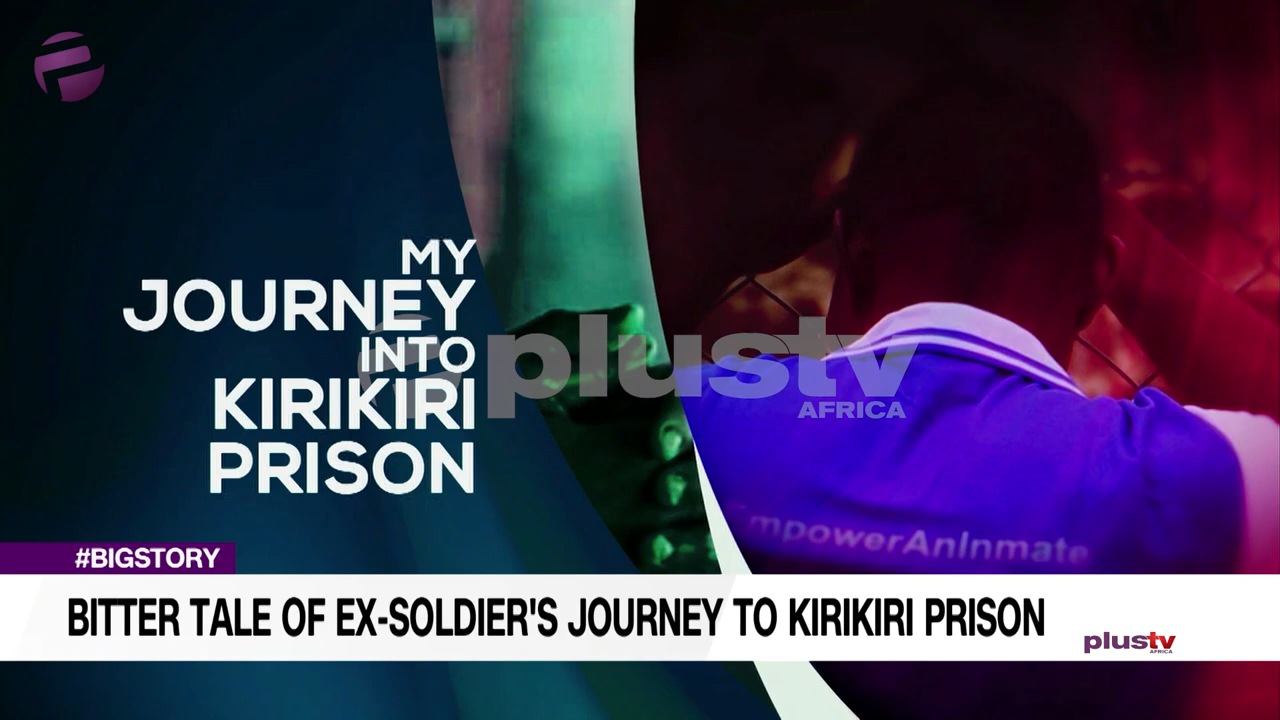 MY
JOURNEY
INTO
KIRIKIRI
PRISON
plustv
AFRICA
mpowerAnInmate
#BIGSTORY
BITTER TALE OF EX-SOLDIER'S JOURNEY TO KIRIKIRI PRISON
plustv
AFRICA